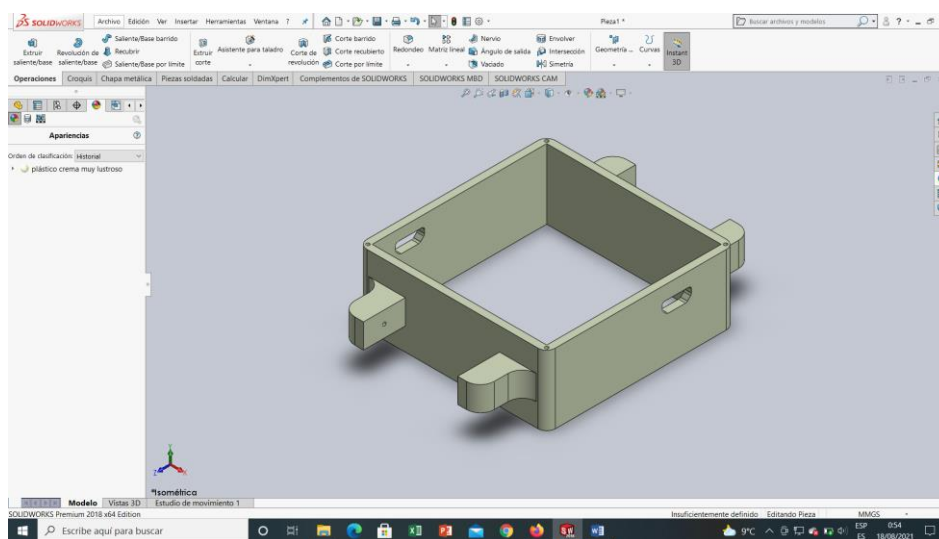 SOLIDWORKS Archivo Edición Ver Insertar Herramientas Ventana ? Pieza1 * Buscar archivos y modelos
Extruir saliente/base
Revolución de saliente/base
Saliente/Base barrido
Recubrir
Saliente/Base por límite
Extruir corte
Asistente para taladro
Corte de revolución
Corte barrido
Corte recubierto
Corte por límite
Redondeo
Matriz lineal
Nervio
Ángulo de salida
Vaciado
Envolver
Intersección
Simetría
Geometría ...
Curvas
Instant 3D
Operaciones Croquis Chapa metálica Piezas soldadas Calcular DimXpert Complementos de SOLIDWORKS SOLIDWORKS MBD SOLIDWORKS CAM
Apariencias
Orden de clasificación: Historial
plástico crema muy lustroso
Y
Z
X
*Isométrica
Modelo Vistas 3D Estudio de movimiento 1
SOLIDWORKS Premium 2018 x64 Edition Insuficientemente definido Editando Pieza MMGS
Escribe aquí para buscar 9°C ESP 0:54
ES 18/08/2021